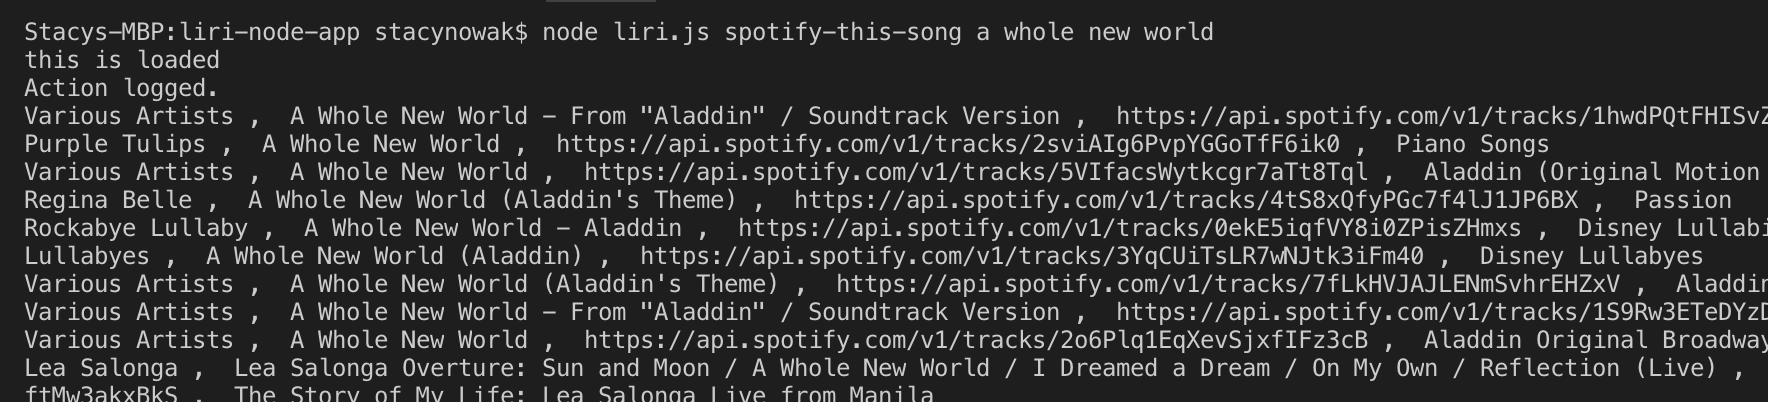 Stacys-MBP:liri-node-app stacynowak$ node liri.js spotify-this-song a whole new world
this is loaded
Action logged.
Various Artists ,  A Whole New World - From "Aladdin" / Soundtrack Version ,  https://api.spotify.com/v1/tracks/1hwdPQtFHISvZ
Purple Tulips ,  A Whole New World ,  https://api.spotify.com/v1/tracks/2sviAIg6PvpYGGoTfF6ik0 ,  Piano Songs
Various Artists ,  A Whole New World ,  https://api.spotify.com/v1/tracks/5VIfacsWytkcgr7aTt8Tql ,  Aladdin (Original Motion
Regina Belle ,  A Whole New World (Aladdin's Theme) ,  https://api.spotify.com/v1/tracks/4tS8xQfyPGc7f4lJ1JP6BX ,  Passion
Rockabye Lullaby ,  A Whole New World - Aladdin ,  https://api.spotify.com/v1/tracks/0ekE5iqfVY8i0ZPisZHmxs ,  Disney Lullabi
Lullabyes ,  A Whole New World (Aladdin) ,  https://api.spotify.com/v1/tracks/3YqCUiTsLR7wNJtk3iFm40 ,  Disney Lullabyes
Various Artists ,  A Whole New World (Aladdin's Theme) ,  https://api.spotify.com/v1/tracks/7fLkHVJAJLENmSvhrEHZxV ,  Aladdin
Various Artists ,  A Whole New World - From "Aladdin" / Soundtrack Version ,  https://api.spotify.com/v1/tracks/1S9Rw3ETeDYzD
Various Artists ,  A Whole New World ,  https://api.spotify.com/v1/tracks/2o6Plq1EqXevSjxfIFz3cB ,  Aladdin Original Broadway
Lea Salonga ,  Lea Salonga Overture: Sun and Moon / A Whole New World / I Dreamed a Dream / On My Own / Reflection (Live) ,
ftMw3akxBkS ,  The Story of My Life: Lea Salonga Live from Manila